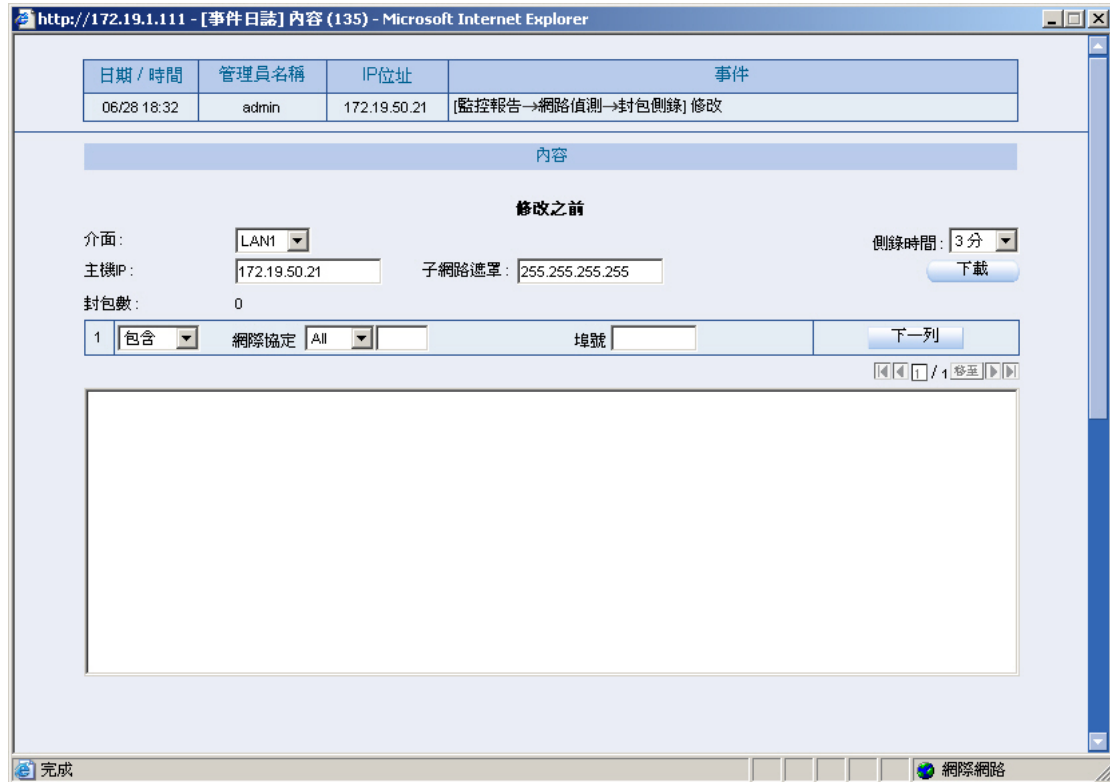 http://172.19.1.111 - [事件日誌] 內容 (135) - Microsoft Internet Explorer
日期 / 時間 管理員名稱 IP位址 事件
06/28 18:32 admin 172.19.50.21 [監控報告→網路偵測→封包側錄] 修改
內容
修改之前
介面: LAN1 側錄時間: 3 分
主機IP: 172.19.50.21 子網路遮罩: 255.255.255.255 下載
封包數: 0
1 包含 網際協定 All 埠號 下一列
1 / 1 移至
完成 網際網路